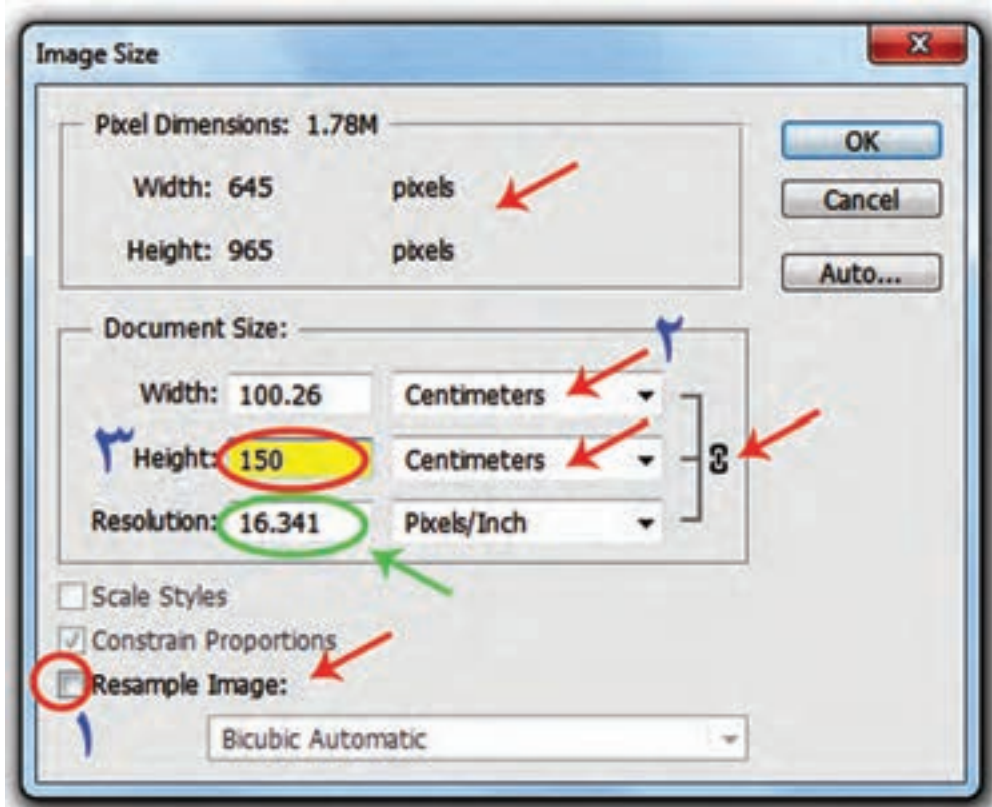 Image Size
Pixel Dimensions: 1.78M
OK
Width: 645 pixels
Cancel
Height: 965 pixels
Auto...
Document Size:
۲
Width: 100.26 Centimeters
۳ Height: 150 Centimeters
Resolution: 16.341 Pixels/Inch
Scale Styles
Constrain Proportions
Resample Image:
۱
Bicubic Automatic